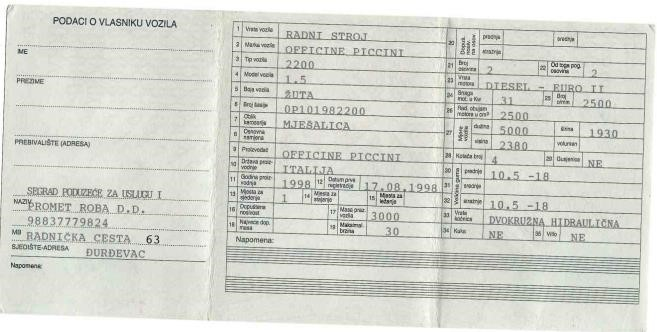 PODACI O VLASNIKU VOZILA
IME
PREZIME
PREBIVALIŠTE (ADRESA)
SEGRAD PODUZEĆE ZA USLUGU I
NAZIV PROMET ROBA D.D.
98837779824
MB RADNIČKA CESTA 63
SJEDIŠTE-ADRESA
ĐURĐEVAC
Napomena:
1 Vrsta vozila RADNI STROJ
2 Marka vozila OFFICINE PICCINI
3 Tip vozila 2200
4 Model vozila 1.5
5 Boja vozila ŽUTA
6 Broj šasije 0P101982200
7 Oblik karoserije MJEŠALICA
8 Osnovna namjena
9 Proizvođač OFFICINE PICCINI
10 Država proizvodnje ITALIJA
11 Godina proizvodnje 1998 12 Datum prve registracije 17.08.1998
13 Mjesta za sjedenje 1 14 Mjesta za stajanje 15 Mjesta za ležanje
16 Dopuštena nosivost 17 Masa praz. vozila 3000
18 Najveća dop. masa 19 Maksimal. brzina 30
Napomena:
20 Dopuš. nosiv. na osov. prednje srednje
stražnje
21 Broj osovina 2 22 Od toga pog. osovina 2
23 Vrsta motora DIESEL - EURO II
24 Snaga mot. u Kw 31 25 Broj o/min 2500
26 Rad. obujam motora u cm³ 2500
27 Mjere vozila dužina 5000 širina 1930
visina 2380 volumen
28 Kotača broj 4 29 Gusjenice NE
30 prednje 10.5 -18
31 Veličina guma srednje
32 stražnje 10.5 -18
33 Vrsta kočnica DVOKRUŽNA HIDRAULIČNA
34 Kuka NE 35 Vitlo NE